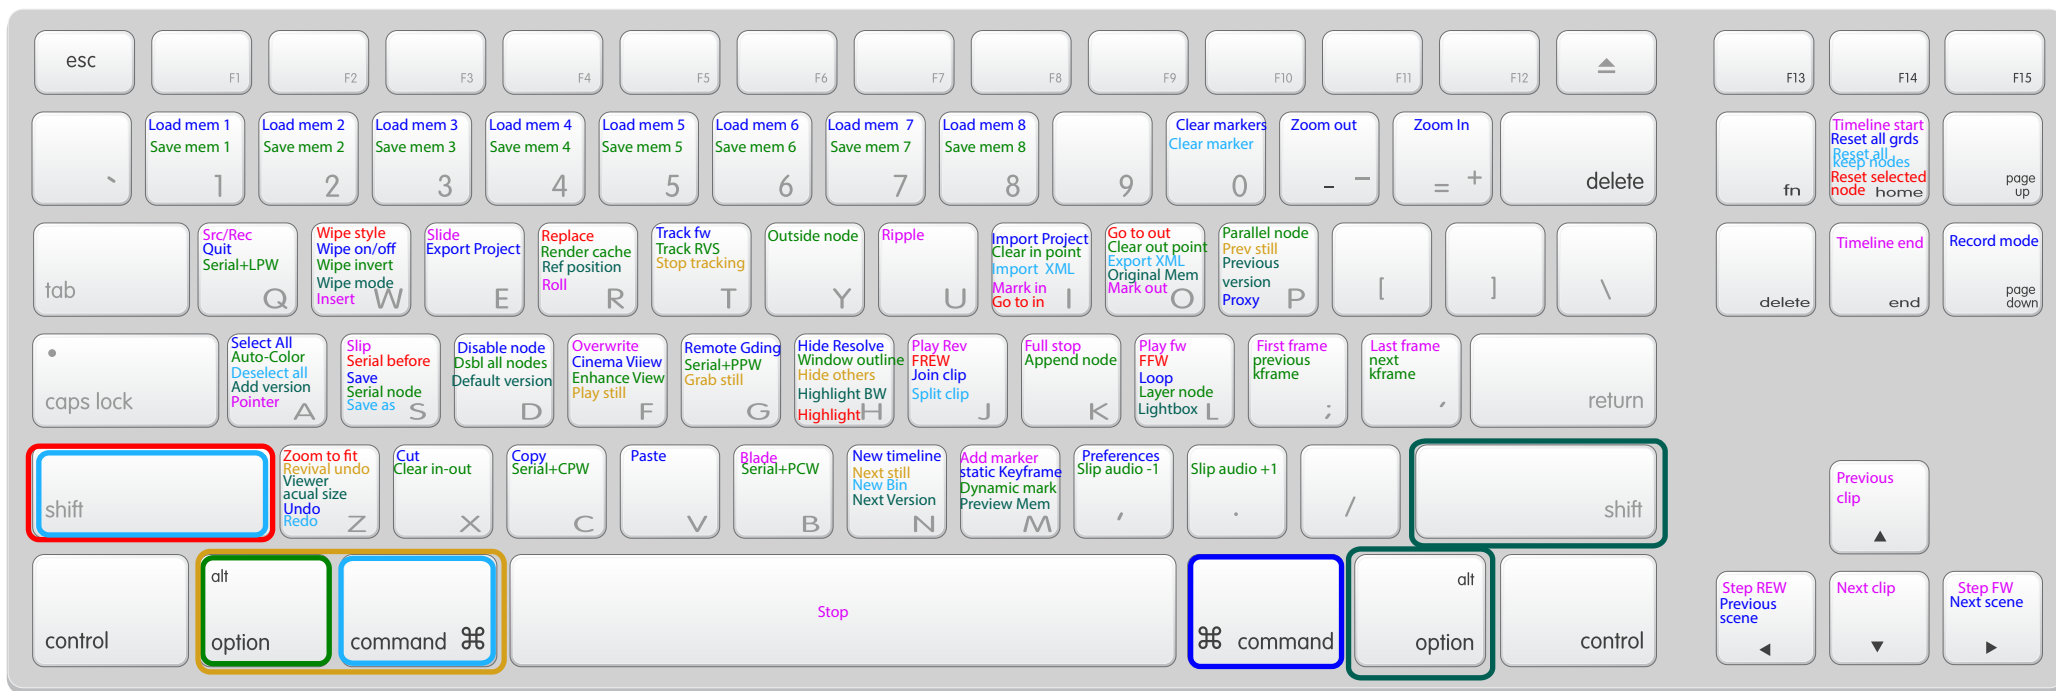 esc
F1
F2
F3
F4
F5
F6
F7
F8
F9
F10
F11
F12
F13
F14
F15
`
Load mem 1
Save mem 1
1
Load mem 2
Save mem 2
2
Load mem 3
Save mem 3
3
Load mem 4
Save mem 4
4
Load mem 5
Save mem 5
5
Load mem 6
Save mem 6
6
Load mem 7
Save mem 7
7
Load mem 8
Save mem 8
8
9
Clear markers
Clear marker
0
Zoom out
- –
Zoom In
= +
delete
fn
Timeline start
Reset all grds
Reset all
keep nodes
Reset selected
node home
page
up
tab
Src/Rec
Quit
Serial+LPW
Q
Wipe style
Wipe on/off
Wipe invert
Wipe mode
Insert W
Slide
Export Project
E
Replace
Render cache
Ref position
Roll
R
Track fw
Track RVS
Stop tracking
T
Outside node
Y
Ripple
U
Import Project
Clear in point
Import XML
Marrk in
Go to in I
Go to out
Clear out point
Export XML
Original Mem
Mark out O
Parallel node
Prev still
Previous
version
Proxy P
[
]
\
delete
Timeline end
end
Record mode
page
down
caps lock
Select All
Auto-Color
Deselect all
Add version
Pointer A
Slip
Serial before
Save
Serial node
Save as S
Disable node
Dsbl all nodes
Default version
D
Overwrite
Cinema Viiew
Enhance View
Play still
F
Remote Gding
Serial+PPW
Grab still
G
Hide Resolve
Window outline
Hide others
Highlight BW
Highlight H
Play Rev
FREW
Join clip
Split clip
J
Full stop
Append node
K
Play fw
FFW
Loop
Layer node
Lightbox L
First frame
previous
kframe
;
Last frame
next
kframe
,
return
shift
Zoom to fit
Revival undo
Viewer
acual size
Undo
Redo Z
Cut
Clear in-out
X
Copy
Serial+CPW
C
Paste
V
Blade
Serial+PCW
B
New timeline
Next still
New Bin
Next Version
N
Add marker
static Keyframe
Dynamic mark
Preview Mem
M
Preferences
Slip audio -1
,
Slip audio +1
.
/
shift
Previous
clip
▲
control
alt
option
command ⌘
Stop
⌘ command
alt
option
control
Step REW
Previous
scene
◀
Next clip
▼
Step FW
Next scene
▶